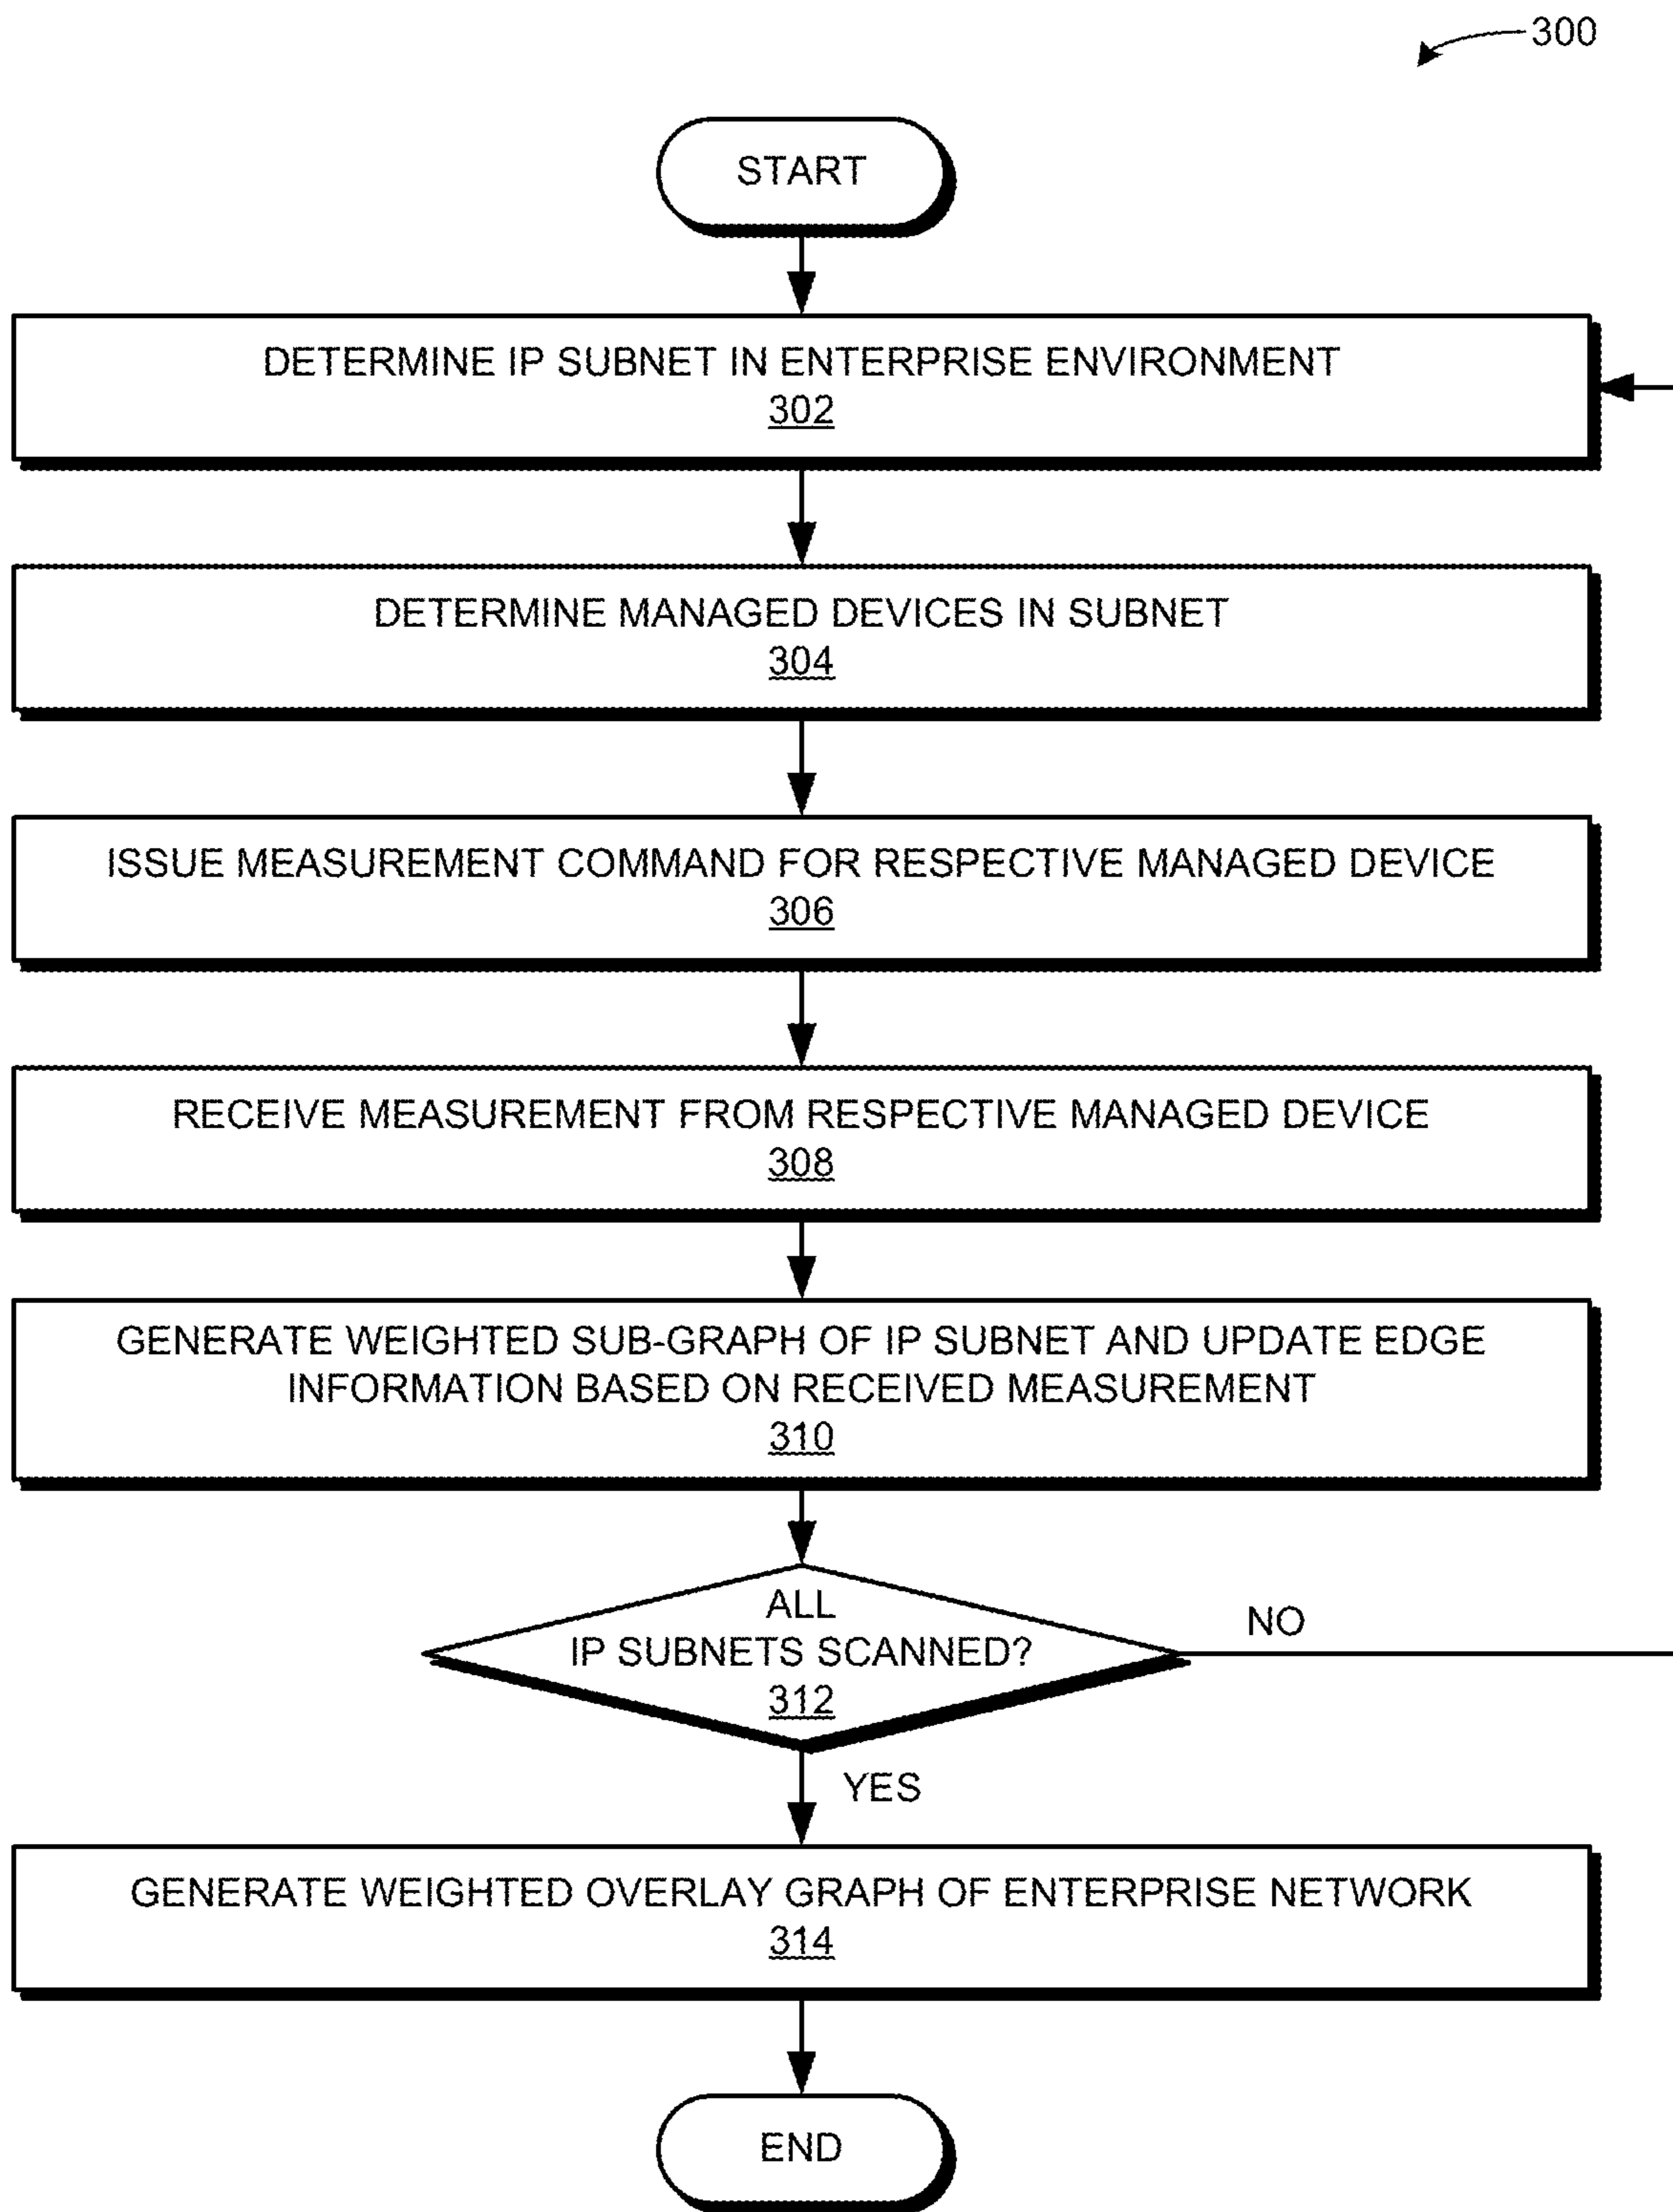 300
START
DETERMINE IP SUBNET IN ENTERPRISE ENVIRONMENT
302
DETERMINE MANAGED DEVICES IN SUBNET
304
ISSUE MEASUREMENT COMMAND FOR RESPECTIVE MANAGED DEVICE
306
RECEIVE MEASUREMENT FROM RESPECTIVE MANAGED DEVICE
308
GENERATE WEIGHTED SUB-GRAPH OF IP SUBNET AND UPDATE EDGE
INFORMATION BASED ON RECEIVED MEASUREMENT
310
ALL
IP SUBNETS SCANNED?
312
NO
YES
GENERATE WEIGHTED OVERLAY GRAPH OF ENTERPRISE NETWORK
314
END